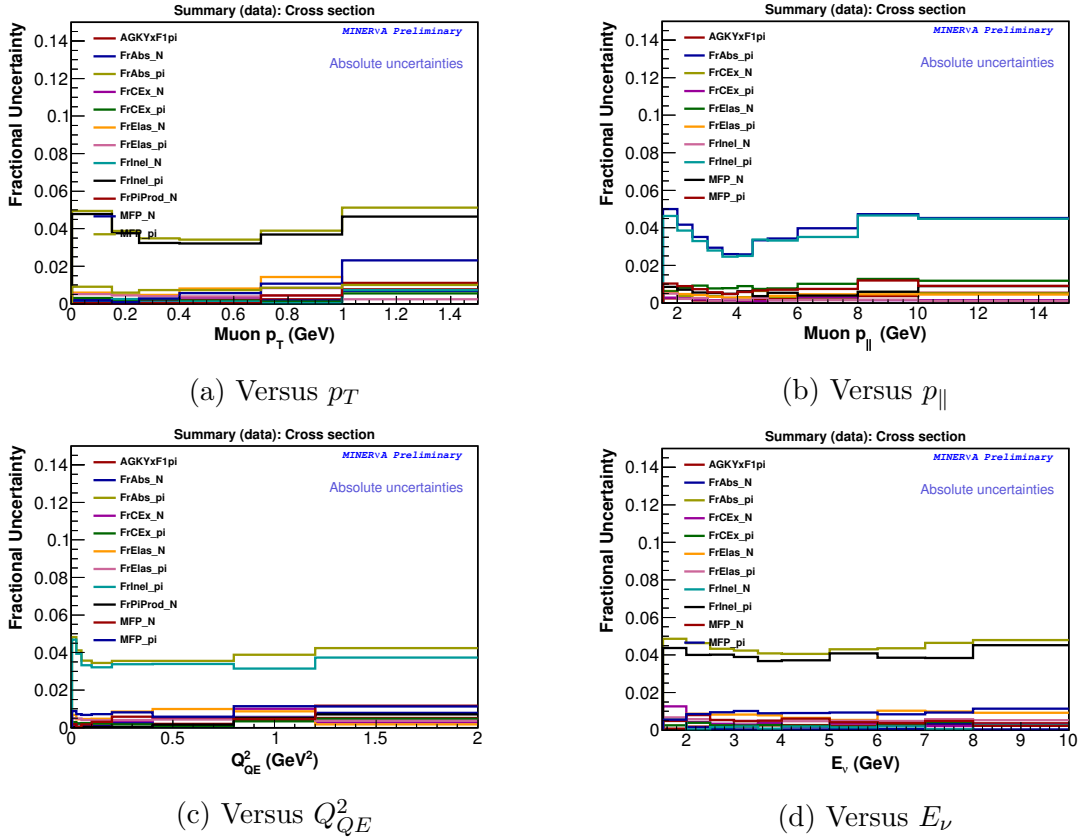 Summary (data): Cross section
MINERνA Preliminary
Absolute uncertainties
Fractional Uncertainty
0.14
0.12
0.1
0.08
0.06
0.04
0.02
0
AGKYxF1pi
FrAbs_N
FrAbs_pi
FrCEx_N
FrCEx_pi
FrElas_N
FrElas_pi
FrInel_N
FrInel_pi
FrPiProd_N
MFP_N
MFP_pi
0 0.2 0.4 0.6 0.8 1 1.2 1.4
Muon p_T (GeV)
(a) Versus p_T
Summary (data): Cross section
MINERνA Preliminary
Absolute uncertainties
Fractional Uncertainty
0.14
0.12
0.1
0.08
0.06
0.04
0.02
0
AGKYxF1pi
FrAbs_pi
FrCEx_N
FrCEx_pi
FrElas_N
FrElas_pi
FrInel_N
FrInel_pi
MFP_N
MFP_pi
2 4 6 8 10 12 14
Muon p_∥ (GeV)
(b) Versus p_∥
Summary (data): Cross section
MINERνA Preliminary
Absolute uncertainties
Fractional Uncertainty
0.14
0.12
0.1
0.08
0.06
0.04
0.02
0
AGKYxF1pi
FrAbs_N
FrAbs_pi
FrCEx_N
FrCEx_pi
FrElas_N
FrElas_pi
FrInel_pi
FrPiProd_N
MFP_N
MFP_pi
0 0.5 1 1.5 2
Q²_QE (GeV²)
(c) Versus Q²_QE
Summary (data): Cross section
MINERνA Preliminary
Absolute uncertainties
Fractional Uncertainty
0.14
0.12
0.1
0.08
0.06
0.04
0.02
0
AGKYxF1pi
FrAbs_N
FrAbs_pi
FrCEx_N
FrCEx_pi
FrElas_N
FrElas_pi
FrInel_N
FrInel_pi
MFP_N
MFP_pi
2 3 4 5 6 7 8 9 10
E_ν (GeV)
(d) Versus E_ν